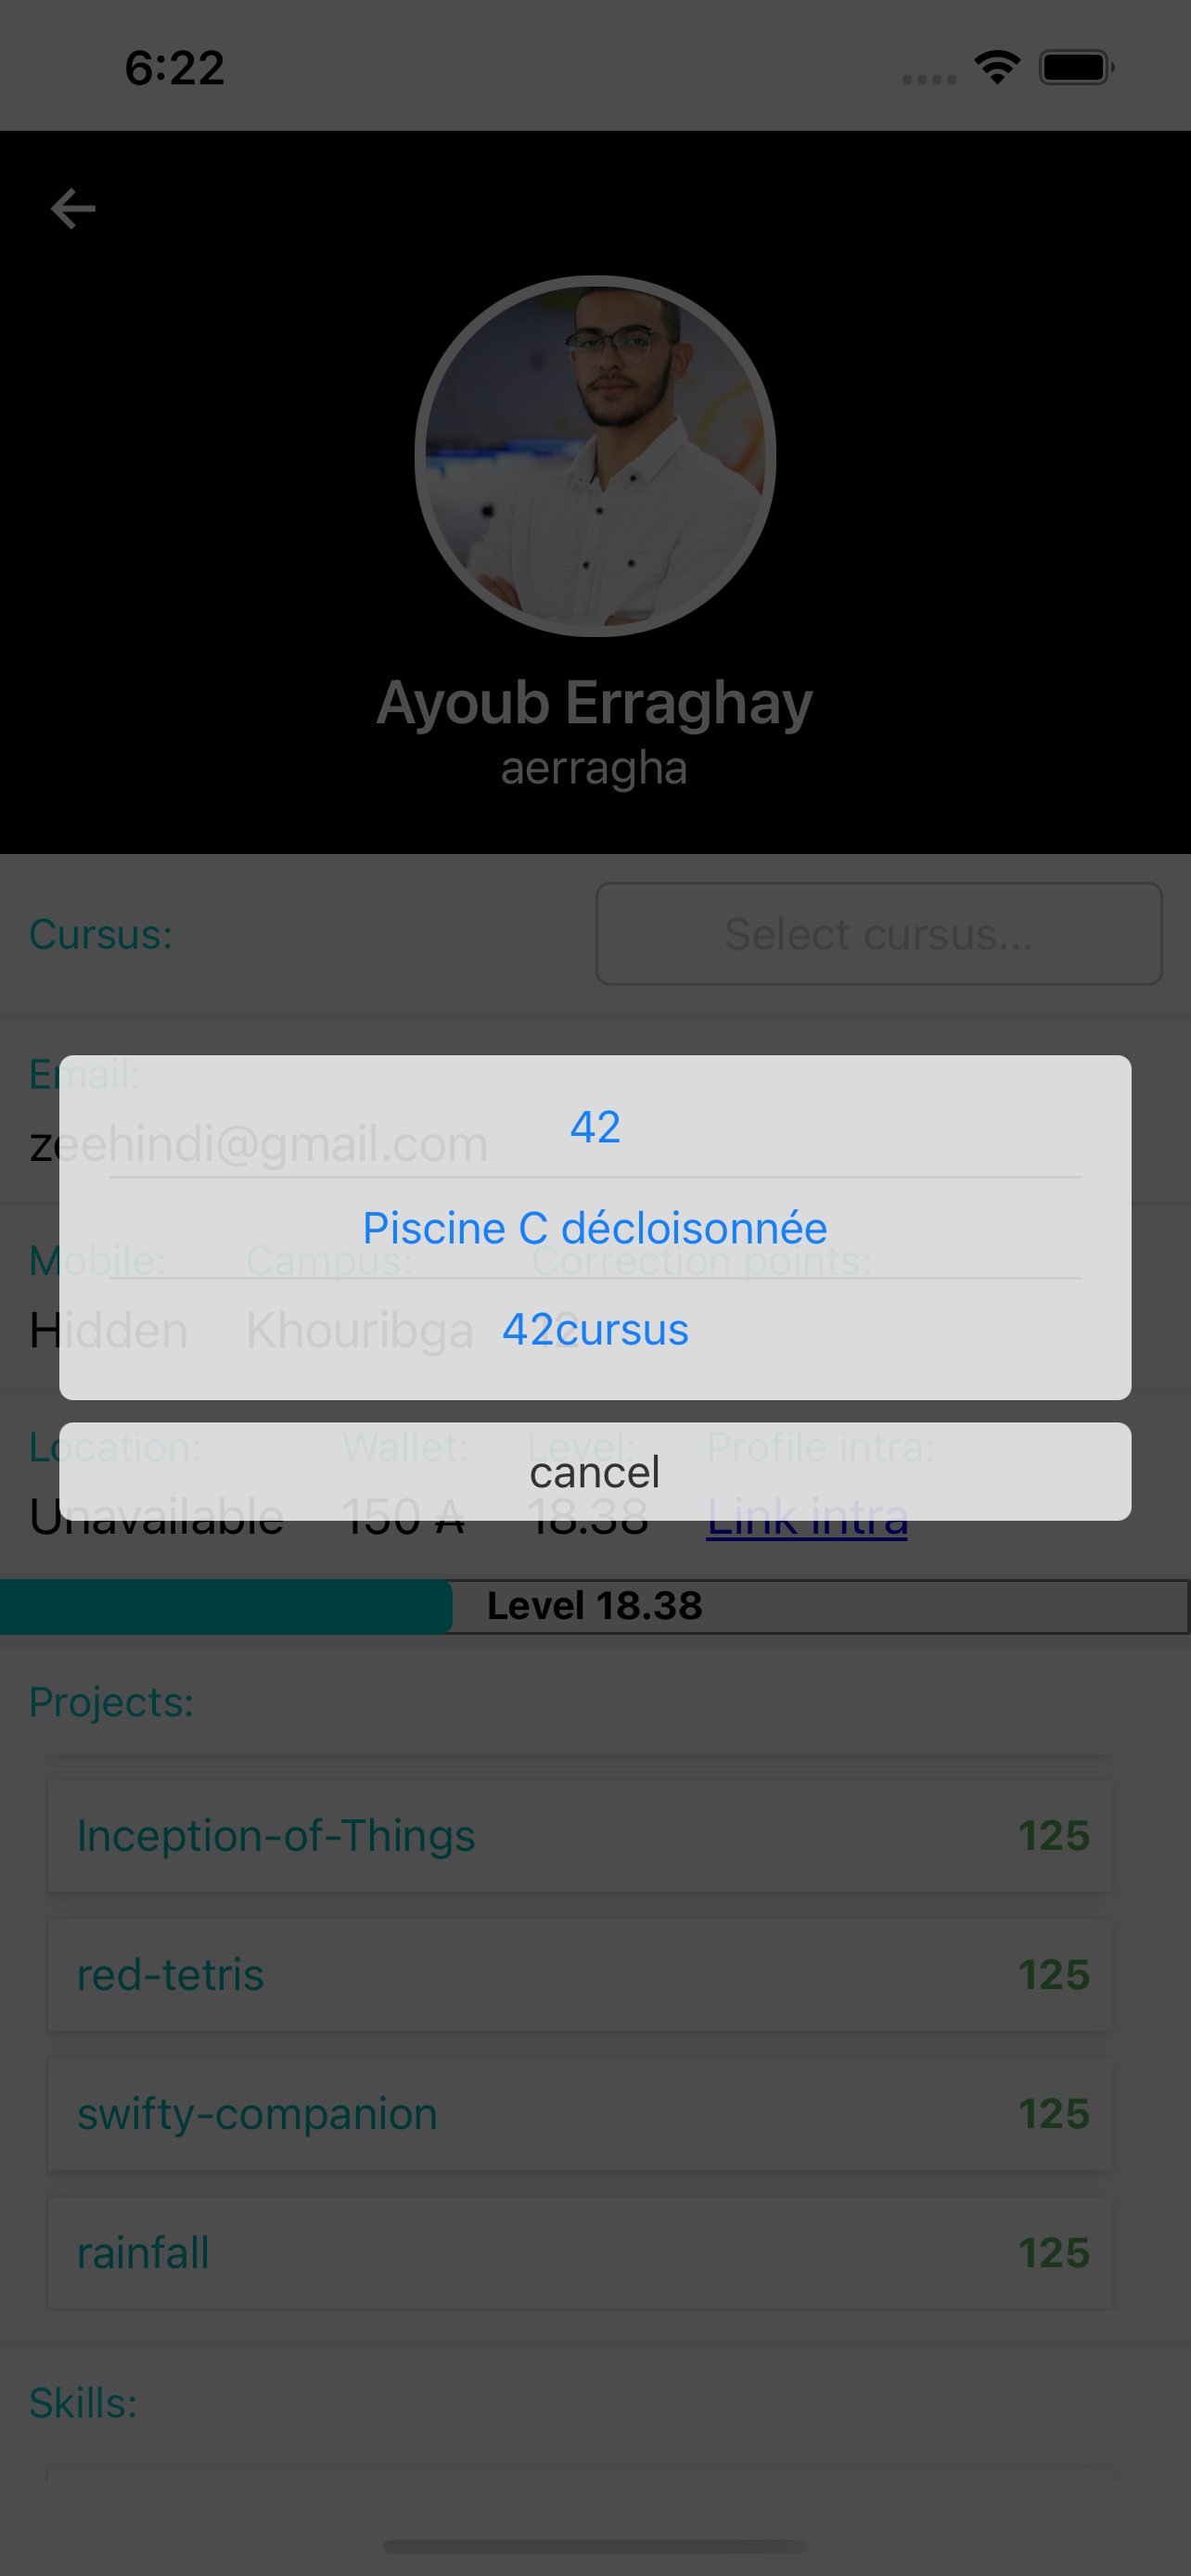 6:22
Ayoub Erraghay
aerragha
Cursus: Select cursus...
Email:
zeehindi@gmail.com
42
Piscine C décloisonnée
Mobile: Campus: Correction points:
Hidden Khouribga 12
42cursus
Location: Wallet: Level: Profile intra:
cancel
Unavailable 150 ₳ 18.38 Link intra
Level 18.38
Projects:
Inception-of-Things 125
red-tetris 125
swifty-companion 125
rainfall 125
Skills: